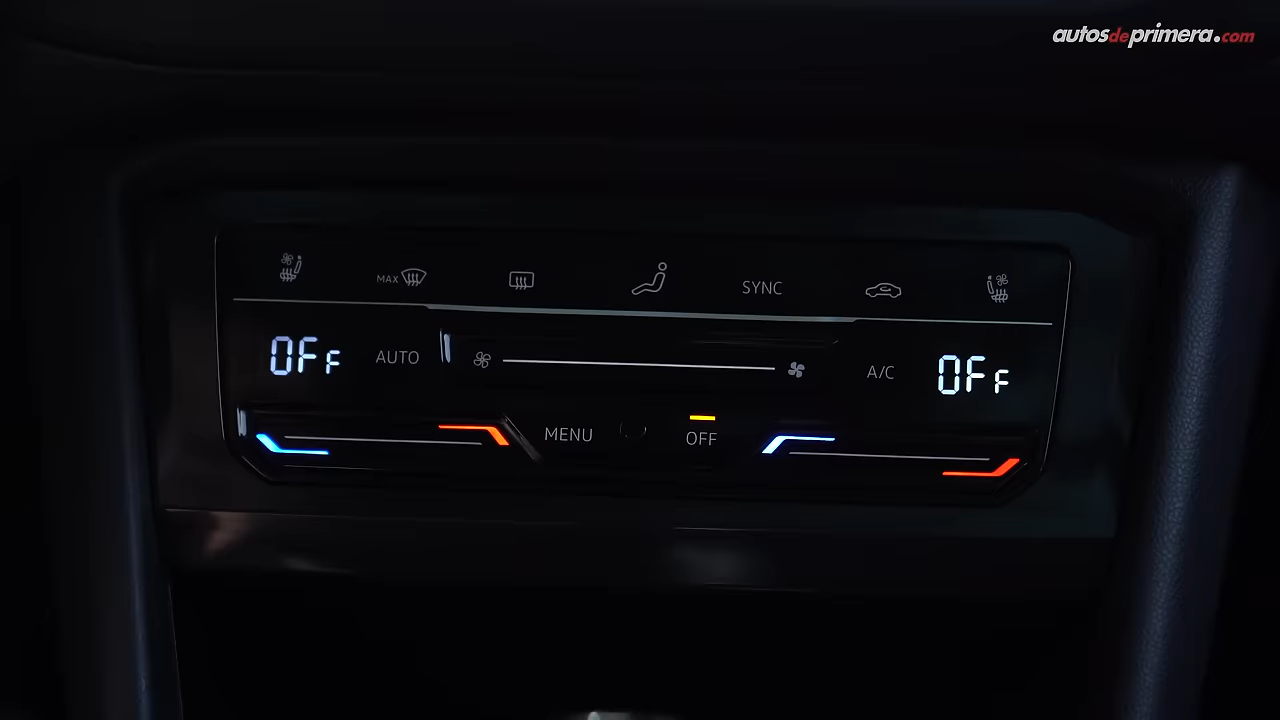 autosdeprimera.com
MAX
SYNC
OFF AUTO A/C OFF
MENU OFF